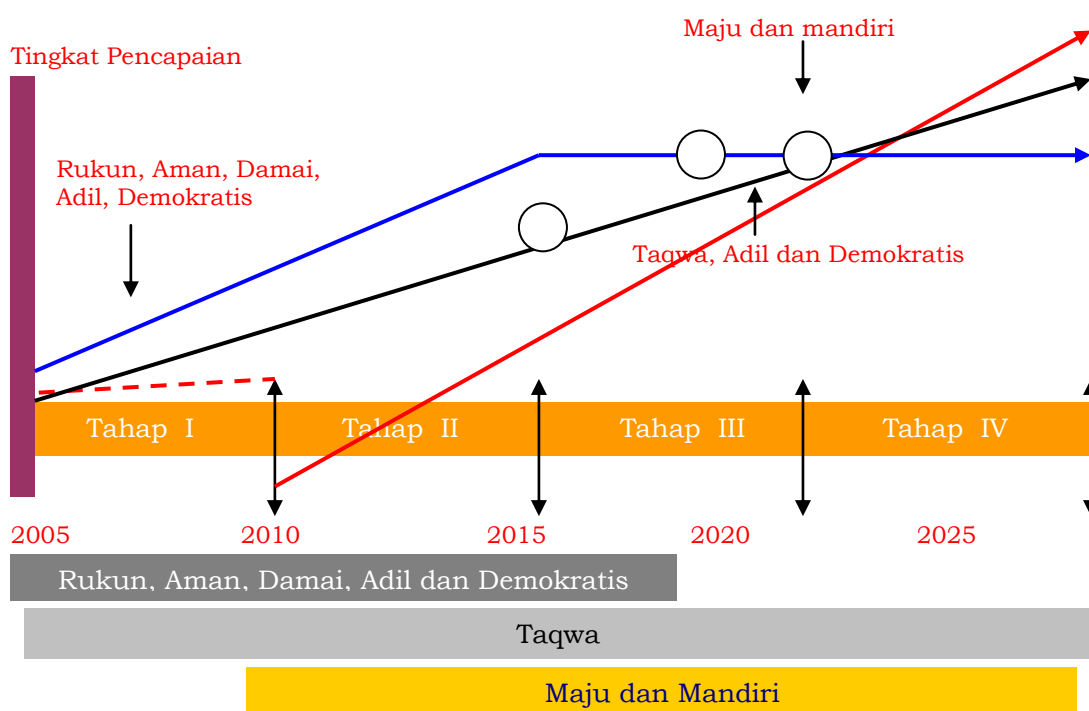 Maju dan mandiri
Tingkat Pencapaian
Rukun, Aman, Damai,
Adil, Demokratis
Taqwa, Adil dan Demokratis
Tahap I
Tahap II
Tahap III
Tahap IV
2005
2010
2015
2020
2025
Rukun, Aman, Damai, Adil dan Demokratis
Taqwa
Maju dan Mandiri